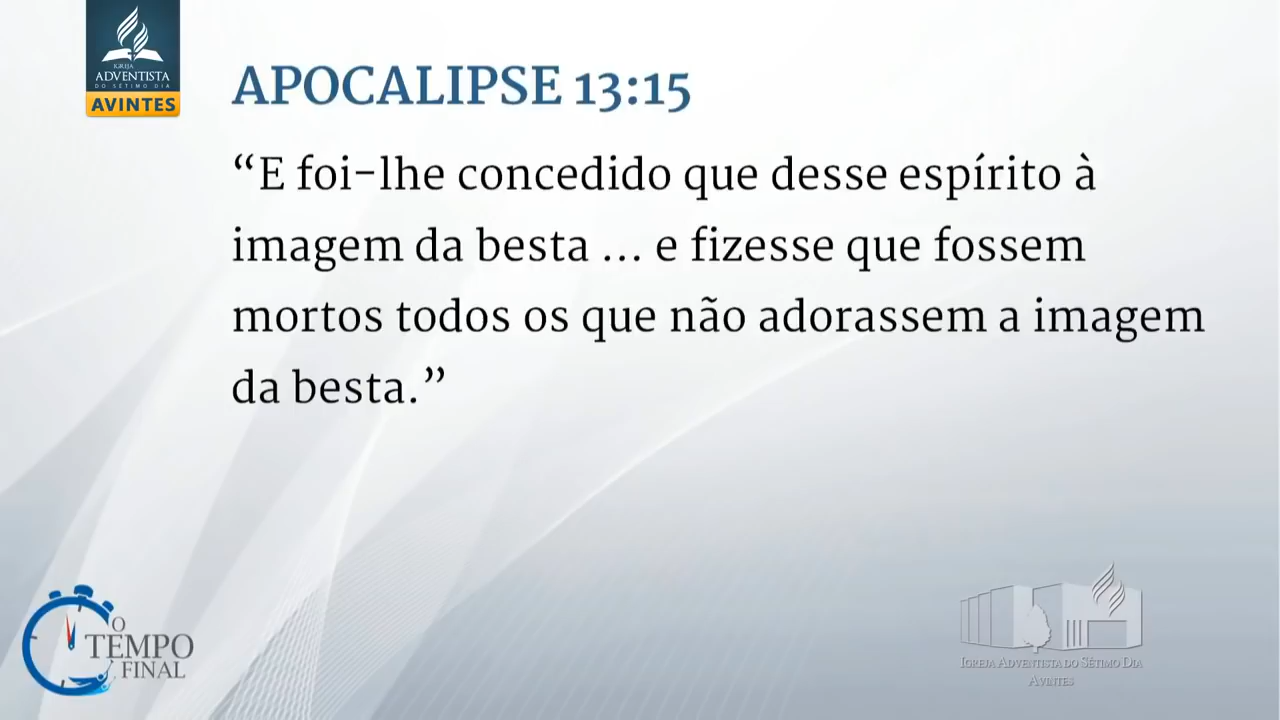 IGREJA
ADVENTISTA
DO SÉTIMO DIA
AVINTES
APOCALIPSE 13:15
“E foi-lhe concedido que desse espírito à
imagem da besta ... e fizesse que fossem
mortos todos os que não adorassem a imagem
da besta.”
O
TEMPO
FINAL
IGREJA ADVENTISTA DO SÉTIMO DIA
AVINTES